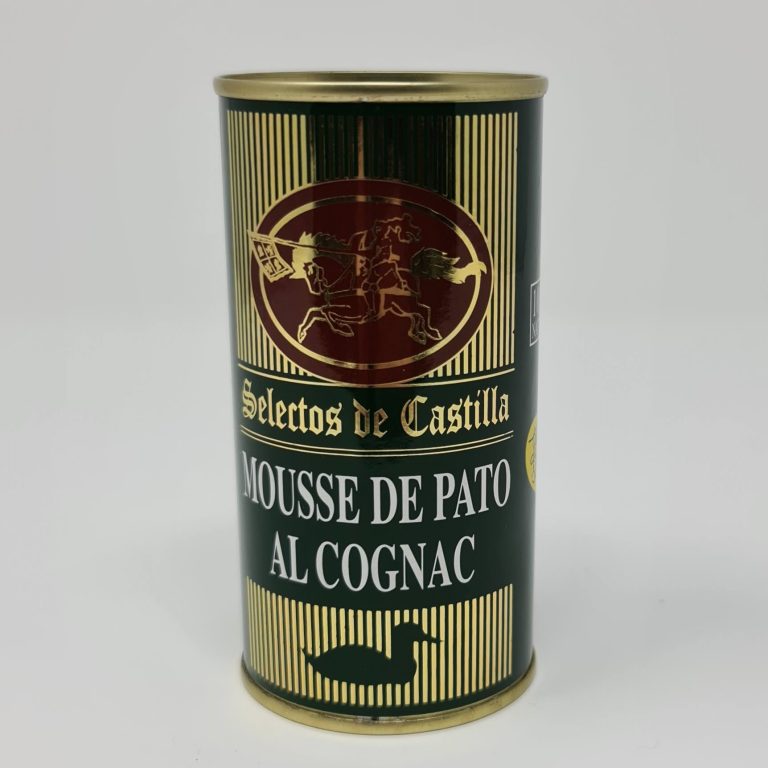 Selectos de Castilla
MOUSSE DE PATO
AL COGNAC